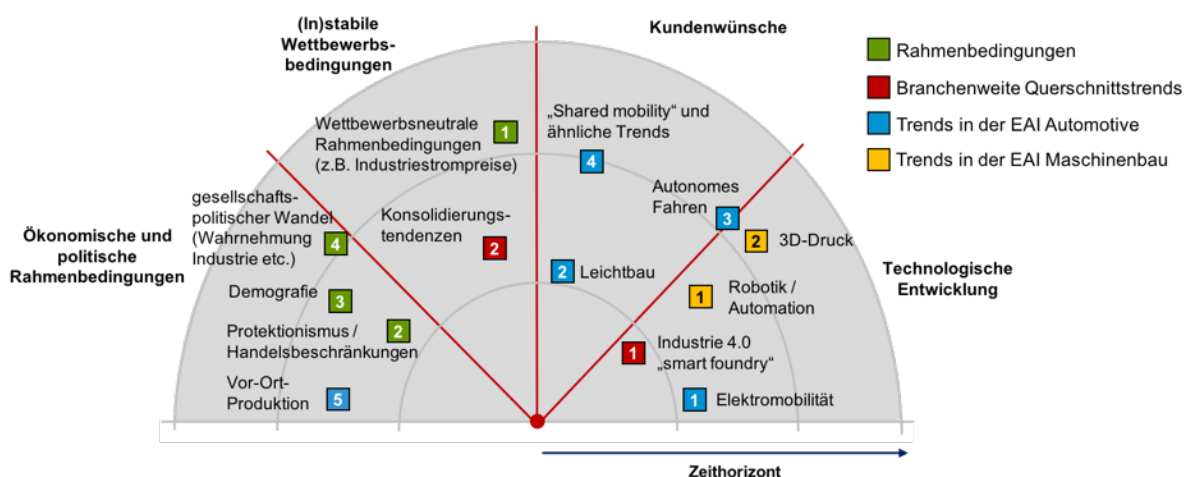 (In)stabile
Wettbewerbs-
bedingungen
Kundenwünsche
Rahmenbedingungen
Branchenweite Querschnittstrends
Trends in der EAI Automotive
Trends in der EAI Maschinenbau
Wettbewerbsneutrale
Rahmenbedingungen
(z.B. Industriestrompreise)
1
„Shared mobility“ und
ähnliche Trends
4
Autonomes
Fahren
3
2
3D-Druck
gesellschafts-
politischer Wandel
(Wahrnehmung
Industrie etc.)
4
Konsolidierungs-
tendenzen
2
Ökonomische und
politische
Rahmenbedingungen
Technologische
Entwicklung
2
Leichtbau
Demografie
3
1
Robotik /
Automation
Protektionismus /
Handelsbeschränkungen
2
1
Industrie 4.0
„smart foundry“
Vor-Ort-
Produktion
5
1
Elektromobilität
Zeithorizont